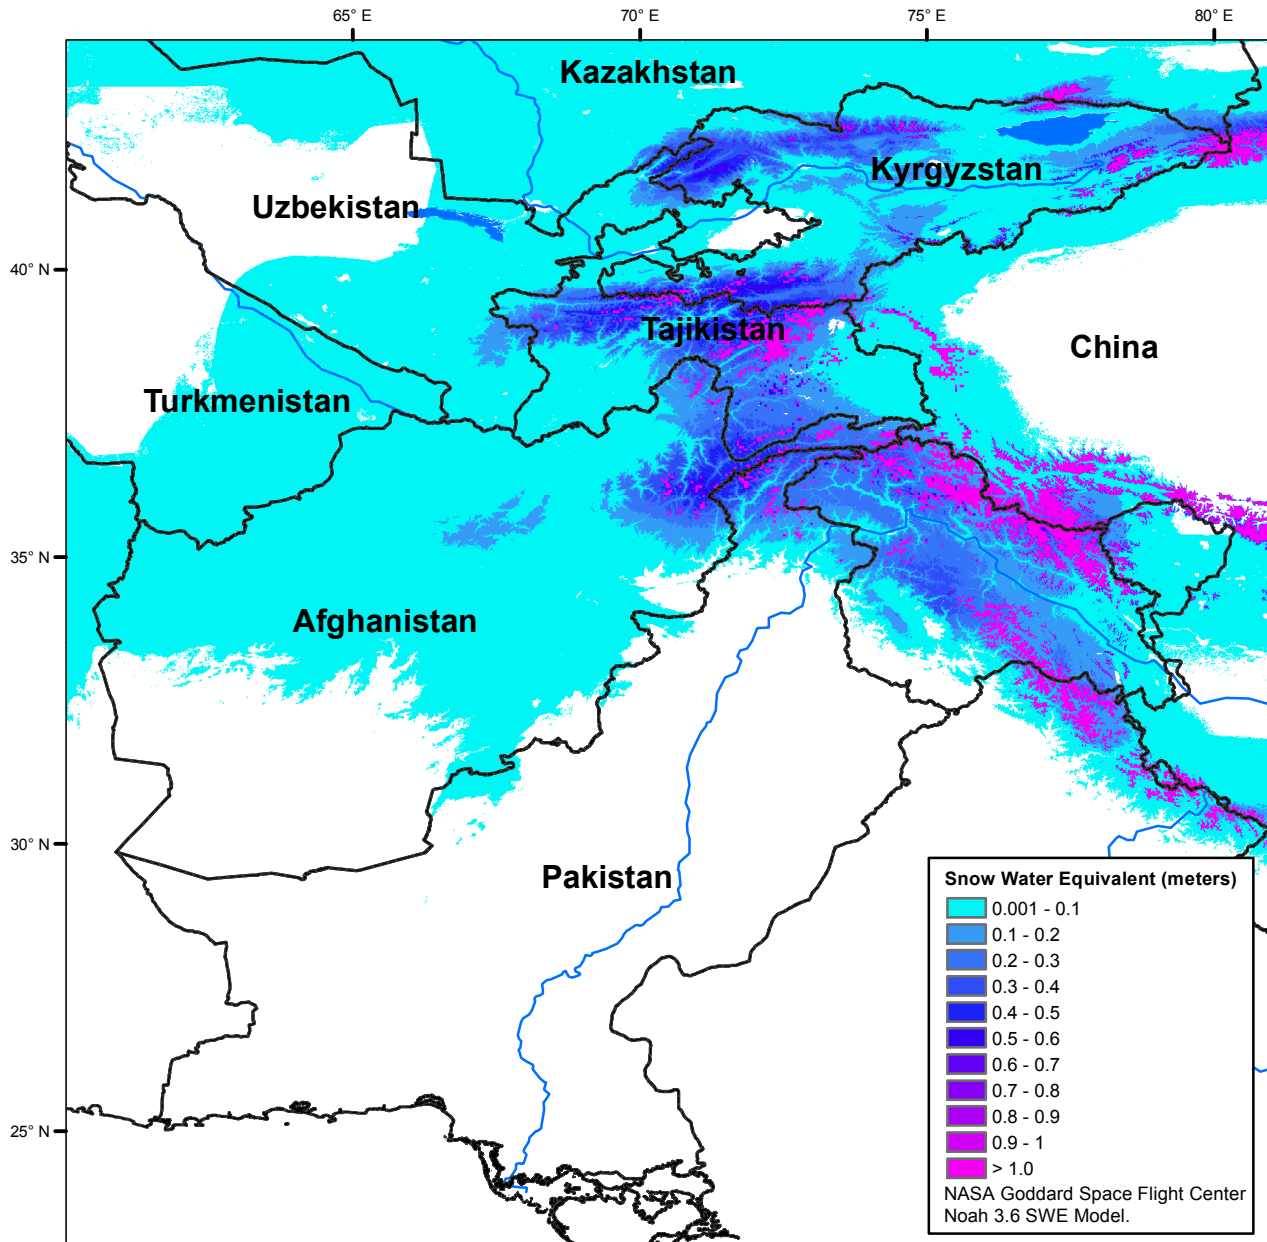 65° E
70° E
75° E
80° E
Kazakhstan
Kyrgyzstan
Uzbekistan
40° N
Tajikistan
China
Turkmenistan
35° N
Afghanistan
30° N
Pakistan
25° N
Snow Water Equivalent (meters)
0.001 - 0.1
0.1 - 0.2
0.2 - 0.3
0.3 - 0.4
0.4 - 0.5
0.5 - 0.6
0.6 - 0.7
0.7 - 0.8
0.8 - 0.9
0.9 - 1
> 1.0
NASA Goddard Space Flight Center
Noah 3.6 SWE Model.